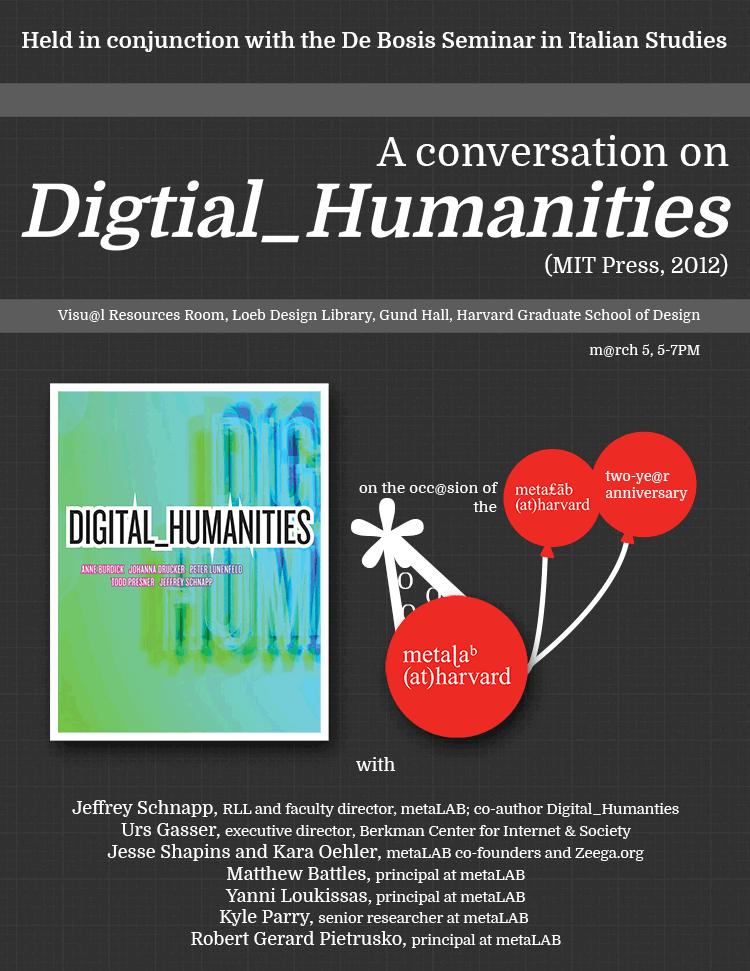 Held in conjunction with the De Bosis Seminar in Italian Studies
A conversation on
Digtial_Humanities
(MIT Press, 2012)
Visu@l Resources Room, Loeb Design Library, Gund Hall, Harvard Graduate School of Design
m@rch 5, 5-7PM
DIGITAL_HUMANITIES
ANNE BURDICK JOHANNA DRUCKER PETER LUNENFELD
TODD PRESNER JEFFREY SCHNAPP
DIG
HUM
on the occ@sion of
the
meta£āb
(at)harvard
two-ye@r
anniversary
metaɭaᵇ
(at)harvard
with
Jeffrey Schnapp, RLL and faculty director, metaLAB; co-author Digital_Humanties
Urs Gasser, executive director, Berkman Center for Internet & Society
Jesse Shapins and Kara Oehler, metaLAB co-founders and Zeega.org
Matthew Battles, principal at metaLAB
Yanni Loukissas, principal at metaLAB
Kyle Parry, senior researcher at metaLAB
Robert Gerard Pietrusko, principal at metaLAB